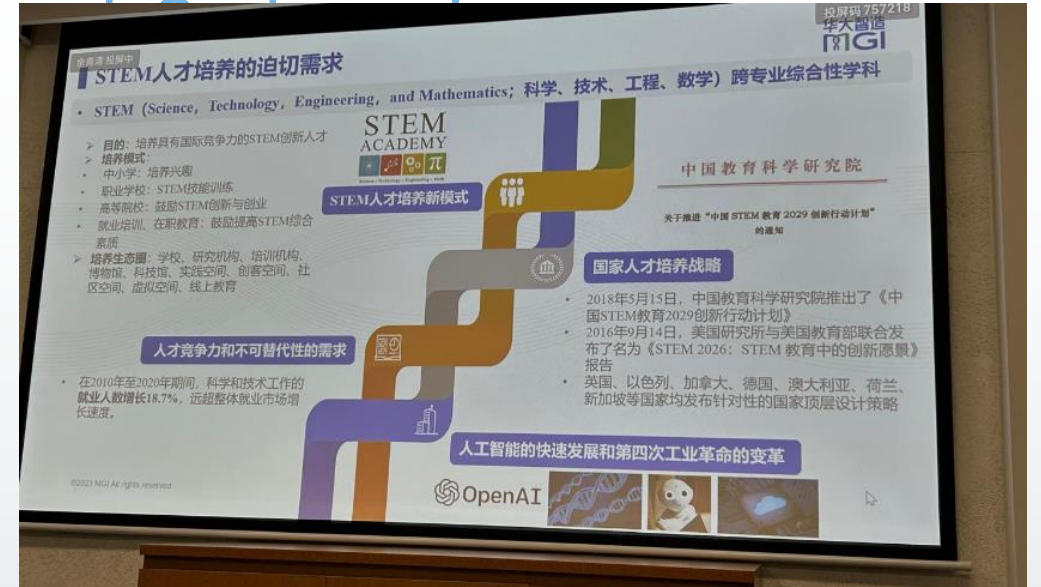 投屏码 757218
华大智造
MGI
余青清 投屏中
STEM人才培养的迫切需求
• STEM（Science，Technology，Engineering，and Mathematics；科学、技术、工程、数学）跨专业综合性学科
➢ 目的：培养具有国际竞争力的STEM创新人才
➢ 培养模式：
• 中小学：培养兴趣
• 职业学校：STEM技能训练
• 高等院校：鼓励STEM创新与创业
• 就业培训、在职教育：鼓励提高STEM综合
素质
➢ 培养生态圈：学校、研究机构、培训机构、
博物馆、科技馆、实践空间、创客空间、社
区空间、虚拟空间、线上教育
STEM
ACADEMY
π
Science • Technology • Engineering • Math
STEM人才培养新模式
中国教育科学研究院
关于推进“中国 STEM 教育 2029 创新行动计划”
的通知
国家人才培养战略
• 2018年5月15日，中国教育科学研究院推出了《中
国STEM教育2029创新行动计划》
• 2016年9月14日，美国研究所与美国教育部联合发
布了名为《STEM 2026：STEM 教育中的创新愿景》
报告
• 英国、以色列、加拿大、德国、澳大利亚、荷兰、
新加坡等国家均发布针对性的国家顶层设计策略
人才竞争力和不可替代性的需求
• 在2010年至2020年期间，科学和技术工作的
就业人数增长18.7%，远超整体就业市场增
长速度。
人工智能的快速发展和第四次工业革命的变革
OpenAI
©2023 MGI All rights reserved